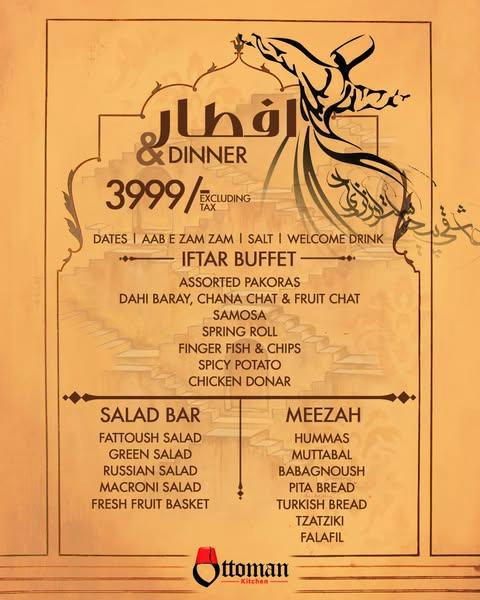 افطار
& DINNER
3999/- EXCLUDING TAX
DATES | AAB E ZAM ZAM | SALT | WELCOME DRINK
IFTAR BUFFET
ASSORTED PAKORAS
DAHI BARAY, CHANA CHAT & FRUIT CHAT
SAMOSA
SPRING ROLL
FINGER FISH & CHIPS
SPICY POTATO
CHICKEN DONAR
SALAD BAR
FATTOUSH SALAD
GREEN SALAD
RUSSIAN SALAD
MACRONI SALAD
FRESH FRUIT BASKET
MEEZAH
HUMMAS
MUTTABAL
BABAGNOUSH
PITA BREAD
TURKISH BREAD
TZATZIKI
FALAFIL
Ottoman
Kitchen